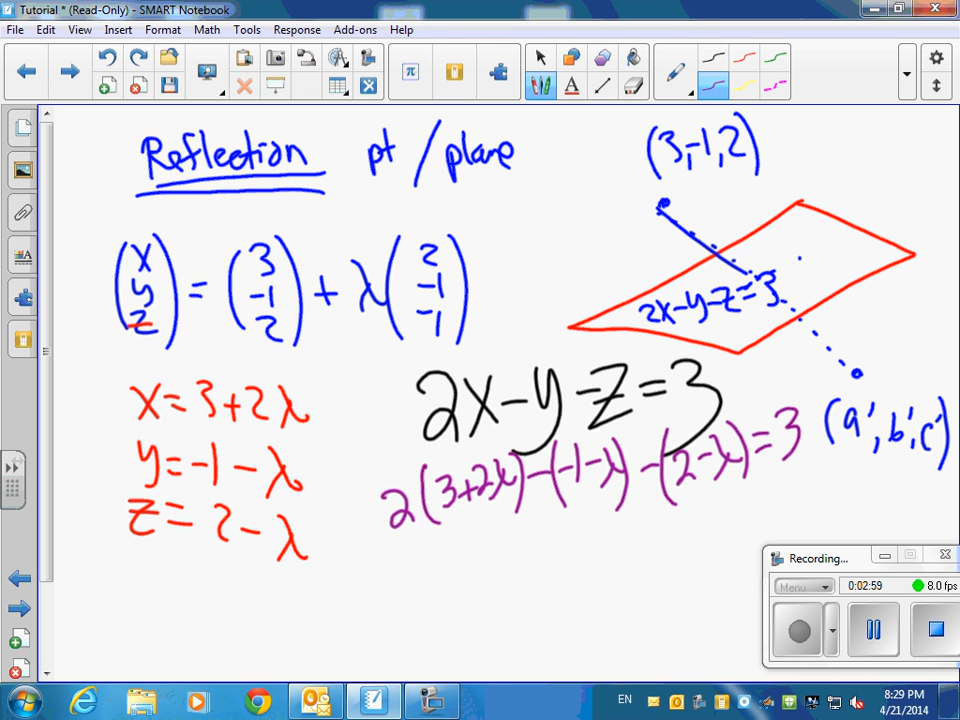 Tutorial * (Read-Only) - SMART Notebook
File Edit View Insert Format Math Tools Response Add-ons Help
Reflection pt / plane
(3,-1,2)
(x y z) = (3 -1 2) + λ(2 -1 -1)
2x-y-z=3
x=3+2λ
y=-1-λ
z=2-λ
2x-y-z=3
2(3+2λ)-(-1-λ)-(2-λ)=3
(a',b',c')
Recording...
Menu
0:02:59
8.0 fps
EN
8:29 PM
4/21/2014